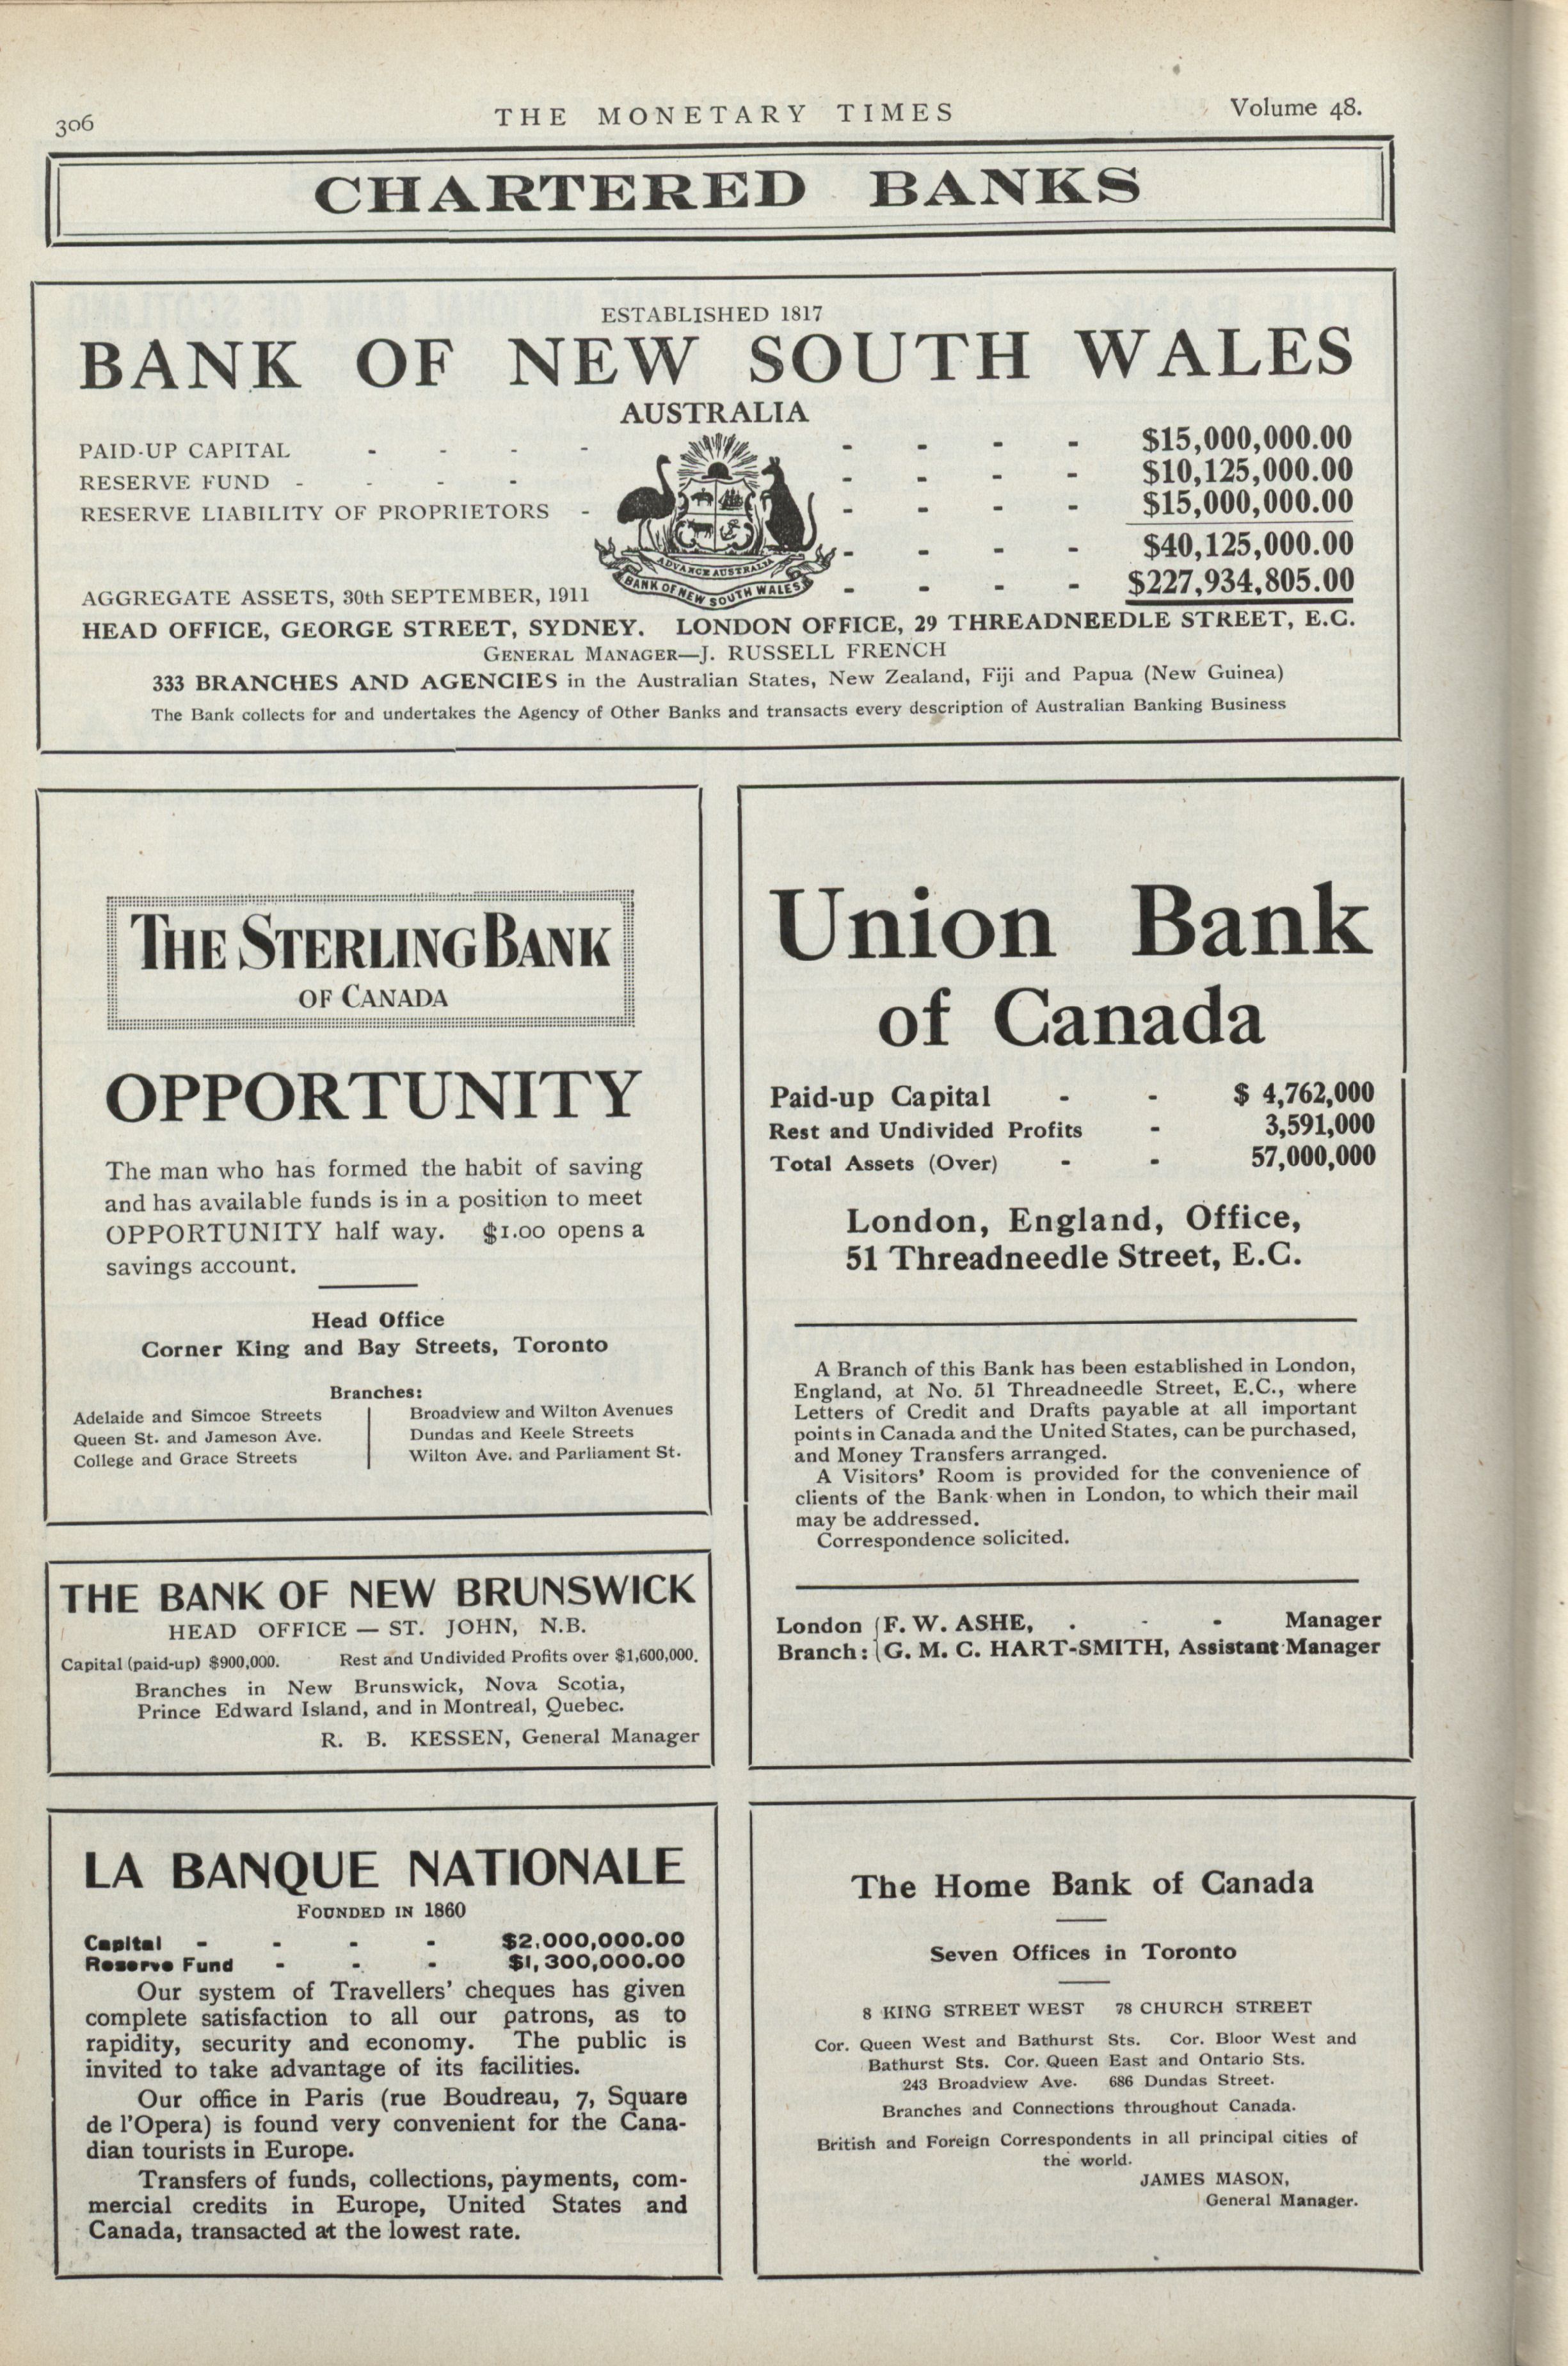 306
THE MONETARY TIMES
Volume 48.
CHARTERED BANKS
ESTABLISHED 1817
BANK OF NEW SOUTH WALES
AUSTRALIA
PAID-UP CAPITAL - - - - - - - - $15,000,000.00
RESERVE FUND - - - - - - - - $10,125,000.00
RESERVE LIABILITY OF PROPRIETORS - - - - - $15,000,000.00
- - - - $40,125,000.00
ADVANCE AUSTRALIA
BANK OF NEW SOUTH WALES
AGGREGATE ASSETS, 30th SEPTEMBER, 1911 - - - - $227,934,805.00
HEAD OFFICE, GEORGE STREET, SYDNEY. LONDON OFFICE, 29 THREADNEEDLE STREET, E.C.
GENERAL MANAGER—J. RUSSELL FRENCH
333 BRANCHES AND AGENCIES in the Australian States, New Zealand, Fiji and Papua (New Guinea)
The Bank collects for and undertakes the Agency of Other Banks and transacts every description of Australian Banking Business
THE STERLING BANK
OF CANADA
OPPORTUNITY
The man who has formed the habit of saving
and has available funds is in a position to meet
OPPORTUNITY half way. $1.00 opens a
savings account.
Head Office
Corner King and Bay Streets, Toronto
Branches:
Adelaide and Simcoe Streets
Queen St. and Jameson Ave.
College and Grace Streets
Broadview and Wilton Avenues
Dundas and Keele Streets
Wilton Ave. and Parliament St.
THE BANK OF NEW BRUNSWICK
HEAD OFFICE — ST. JOHN, N.B.
Capital (paid-up) $900,000. Rest and Undivided Profits over $1,600,000.
Branches in New Brunswick, Nova Scotia,
Prince Edward Island, and in Montreal, Quebec.
R. B. KESSEN, General Manager
Union Bank
of Canada
Paid-up Capital - - $ 4,762,000
Rest and Undivided Profits - 3,591,000
Total Assets (Over) - - 57,000,000
London, England, Office,
51 Threadneedle Street, E.C.
A Branch of this Bank has been established in London,
England, at No. 51 Threadneedle Street, E.C., where
Letters of Credit and Drafts payable at all important
points in Canada and the United States, can be purchased,
and Money Transfers arranged.
A Visitors' Room is provided for the convenience of
clients of the Bank when in London, to which their mail
may be addressed.
Correspondence solicited.
London { F. W. ASHE, . - - Manager
Branch: { G. M. C. HART-SMITH, Assistant Manager
LA BANQUE NATIONALE
FOUNDED IN 1860
Capital - - - - $2,000,000.00
Reserve Fund - - - $1,300,000.00
Our system of Travellers' cheques has given
complete satisfaction to all our patrons, as to
rapidity, security and economy. The public is
invited to take advantage of its facilities.
Our office in Paris (rue Boudreau, 7, Square
de l'Opera) is found very convenient for the Cana-
dian tourists in Europe.
Transfers of funds, collections, payments, com-
mercial credits in Europe, United States and
Canada, transacted at the lowest rate.
The Home Bank of Canada
Seven Offices in Toronto
8 KING STREET WEST 78 CHURCH STREET
Cor. Queen West and Bathurst Sts. Cor. Bloor West and
Bathurst Sts. Cor. Queen East and Ontario Sts.
243 Broadview Ave. 686 Dundas Street.
Branches and Connections throughout Canada.
British and Foreign Correspondents in all principal cities of
the world.
JAMES MASON,
General Manager.